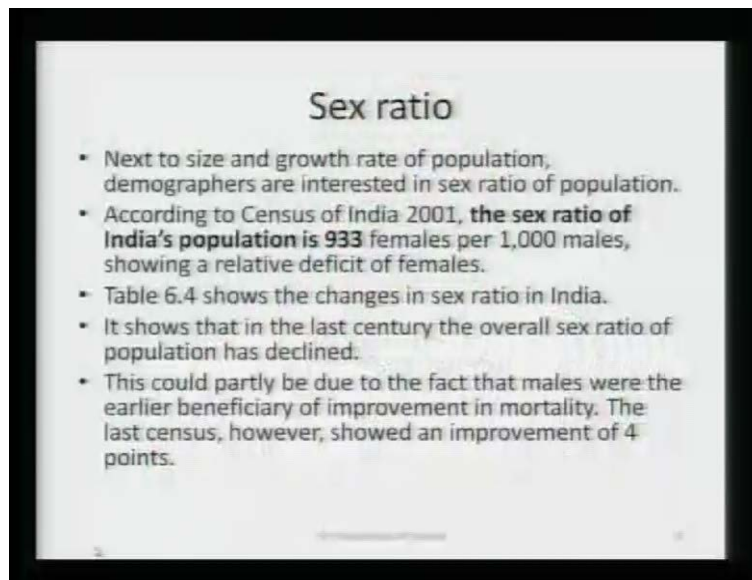 Sex ratio
• Next to size and growth rate of population,
demographers are interested in sex ratio of population.
• According to Census of India 2001, the sex ratio of
India's population is 933 females per 1,000 males,
showing a relative deficit of females.
• Table 6.4 shows the changes in sex ratio in India.
• It shows that in the last century the overall sex ratio of
population has declined.
• This could partly be due to the fact that males were the
earlier beneficiary of improvement in mortality. The
last census, however, showed an improvement of 4
points.